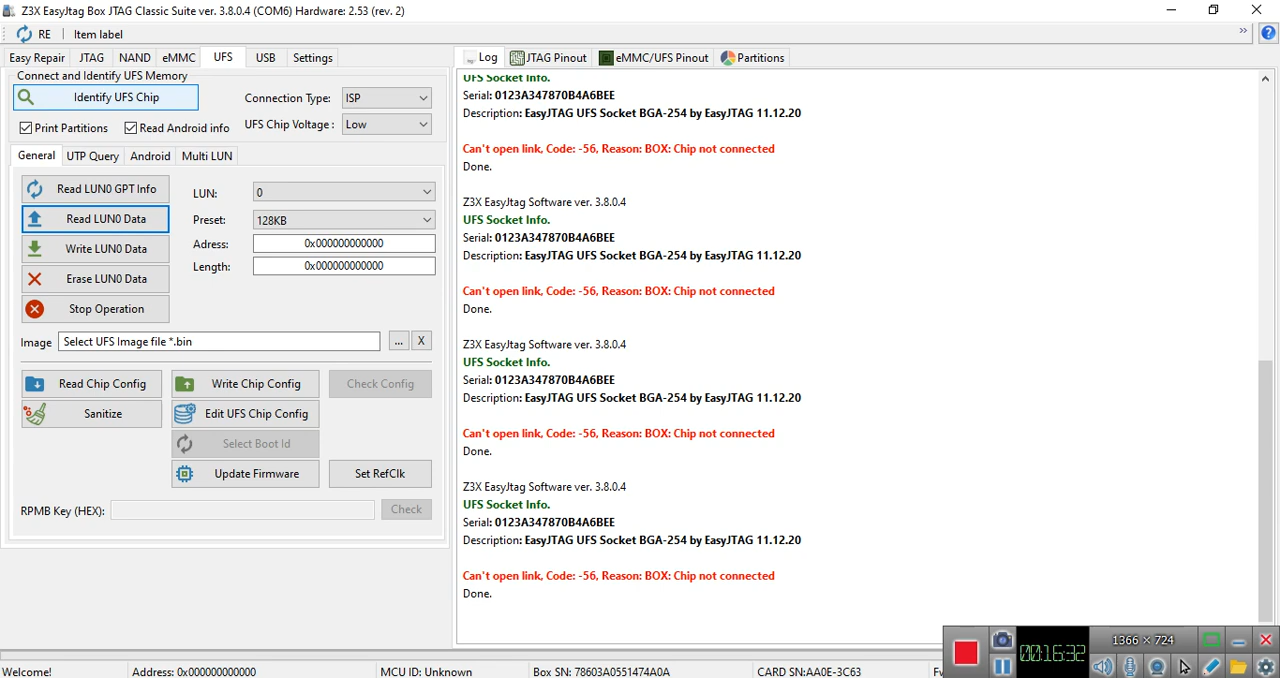 Z3X EasyJtag Box JTAG Classic Suite ver. 3.8.0.4 (COM6) Hardware: 2.53 (rev. 2)
RE Item label
Easy Repair JTAG NAND eMMC UFS USB Settings
Connect and Identify UFS Memory
Identify UFS Chip
Connection Type: ISP
Print Partitions Read Android info
UFS Chip Voltage : Low
General UTP Query Android Multi LUN
Read LUN0 GPT Info
LUN: 0
Read LUN0 Data
Preset: 128KB
Write LUN0 Data
Adress: 0x000000000000
Length: 0x000000000000
Erase LUN0 Data
Stop Operation
Image Select UFS Image file *.bin ... X
Read Chip Config Write Chip Config Check Config
Sanitize Edit UFS Chip Config
Select Boot Id
Update Firmware Set RefClk
RPMB Key (HEX): Check
Log JTAG Pinout eMMC/UFS Pinout Partitions
UFS Socket Info.
Serial: 0123A347870B4A6BEE
Description: EasyJTAG UFS Socket BGA-254 by EasyJTAG 11.12.20
Can't open link, Code: -56, Reason: BOX: Chip not connected
Done.
Z3X EasyJtag Software ver. 3.8.0.4
UFS Socket Info.
Serial: 0123A347870B4A6BEE
Description: EasyJTAG UFS Socket BGA-254 by EasyJTAG 11.12.20
Can't open link, Code: -56, Reason: BOX: Chip not connected
Done.
Z3X EasyJtag Software ver. 3.8.0.4
UFS Socket Info.
Serial: 0123A347870B4A6BEE
Description: EasyJTAG UFS Socket BGA-254 by EasyJTAG 11.12.20
Can't open link, Code: -56, Reason: BOX: Chip not connected
Done.
Z3X EasyJtag Software ver. 3.8.0.4
UFS Socket Info.
Serial: 0123A347870B4A6BEE
Description: EasyJTAG UFS Socket BGA-254 by EasyJTAG 11.12.20
Can't open link, Code: -56, Reason: BOX: Chip not connected
Done.
00:16:32 1366 × 724
Welcome! Address: 0x000000000000 MCU ID: Unknown Box SN: 78603A0551474A0A CARD SN:AA0E-3C63